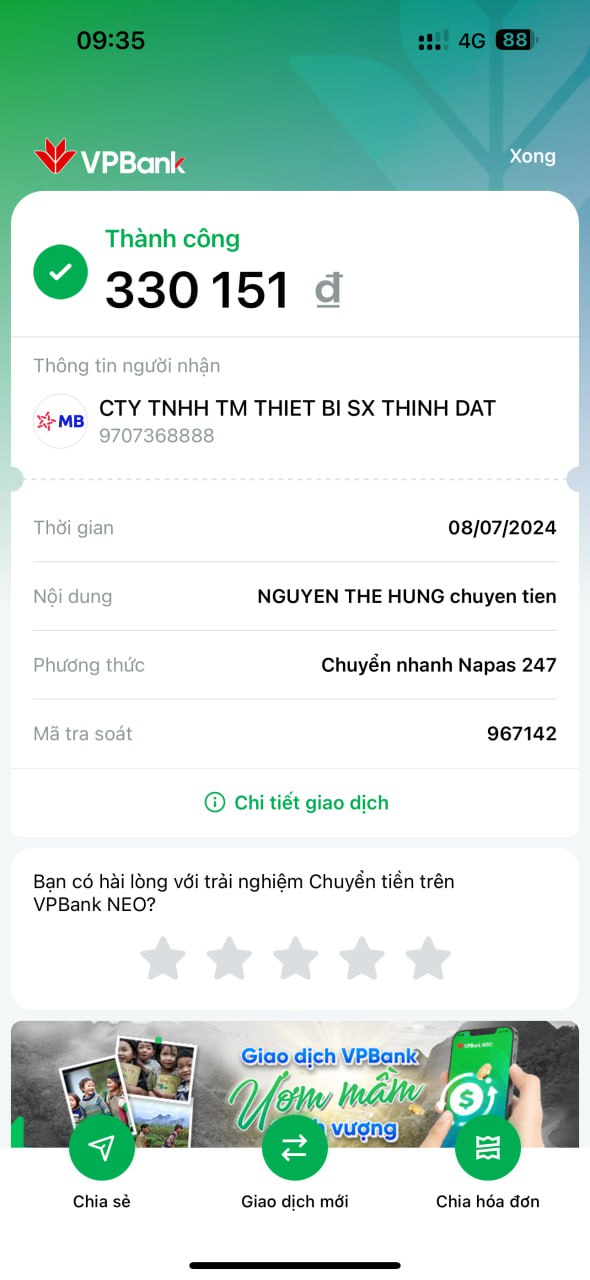 09:35
4G 88
VPBank
Xong
Thành công
330 151 đ
Thông tin người nhận
MB
CTY TNHH TM THIET BI SX THINH DAT
9707368888
Thời gian
08/07/2024
Nội dung
NGUYEN THE HUNG chuyen tien
Phương thức
Chuyển nhanh Napas 247
Mã tra soát
967142
Chi tiết giao dịch
Bạn có hài lòng với trải nghiệm Chuyển tiền trên
VPBank NEO?
Giao dịch VPBank
Ươm mầm
vượng
VPBank NEO
Chia sẻ
Giao dịch mới
Chia hóa đơn